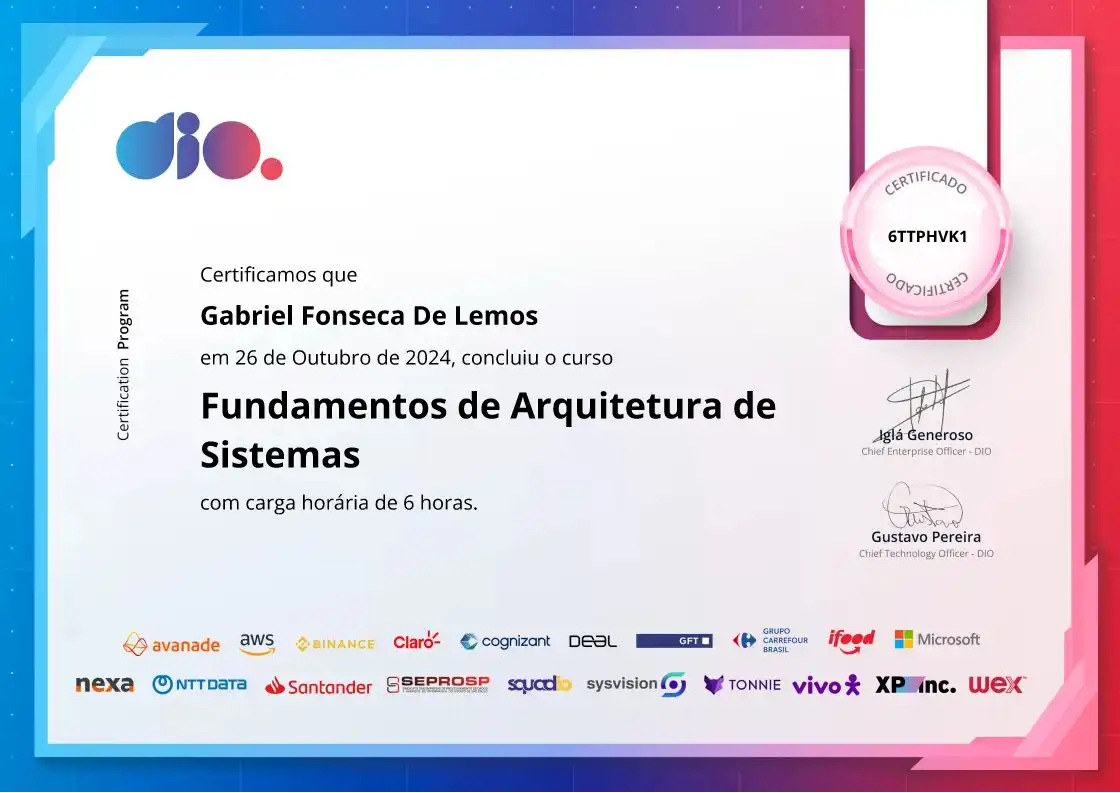 dio.
CERTIFICADO
6TTPHVK1
CERTIFICADO
Certification Program
Certificamos que
Gabriel Fonseca De Lemos
em 26 de Outubro de 2024, concluiu o curso
Fundamentos de Arquitetura de
Sistemas
com carga horária de 6 horas.
Iglá Generoso
Chief Enterprise Officer - DIO
Gustavo Pereira
Chief Technology Officer - DIO
avanade aws BINANCE Claro cognizant DEAL GFT GRUPO CARREFOUR BRASIL ifood Microsoft
nexa NTT DATA Santander SEPROSP squadio sysvision TONNIE vivo XP inc. wex